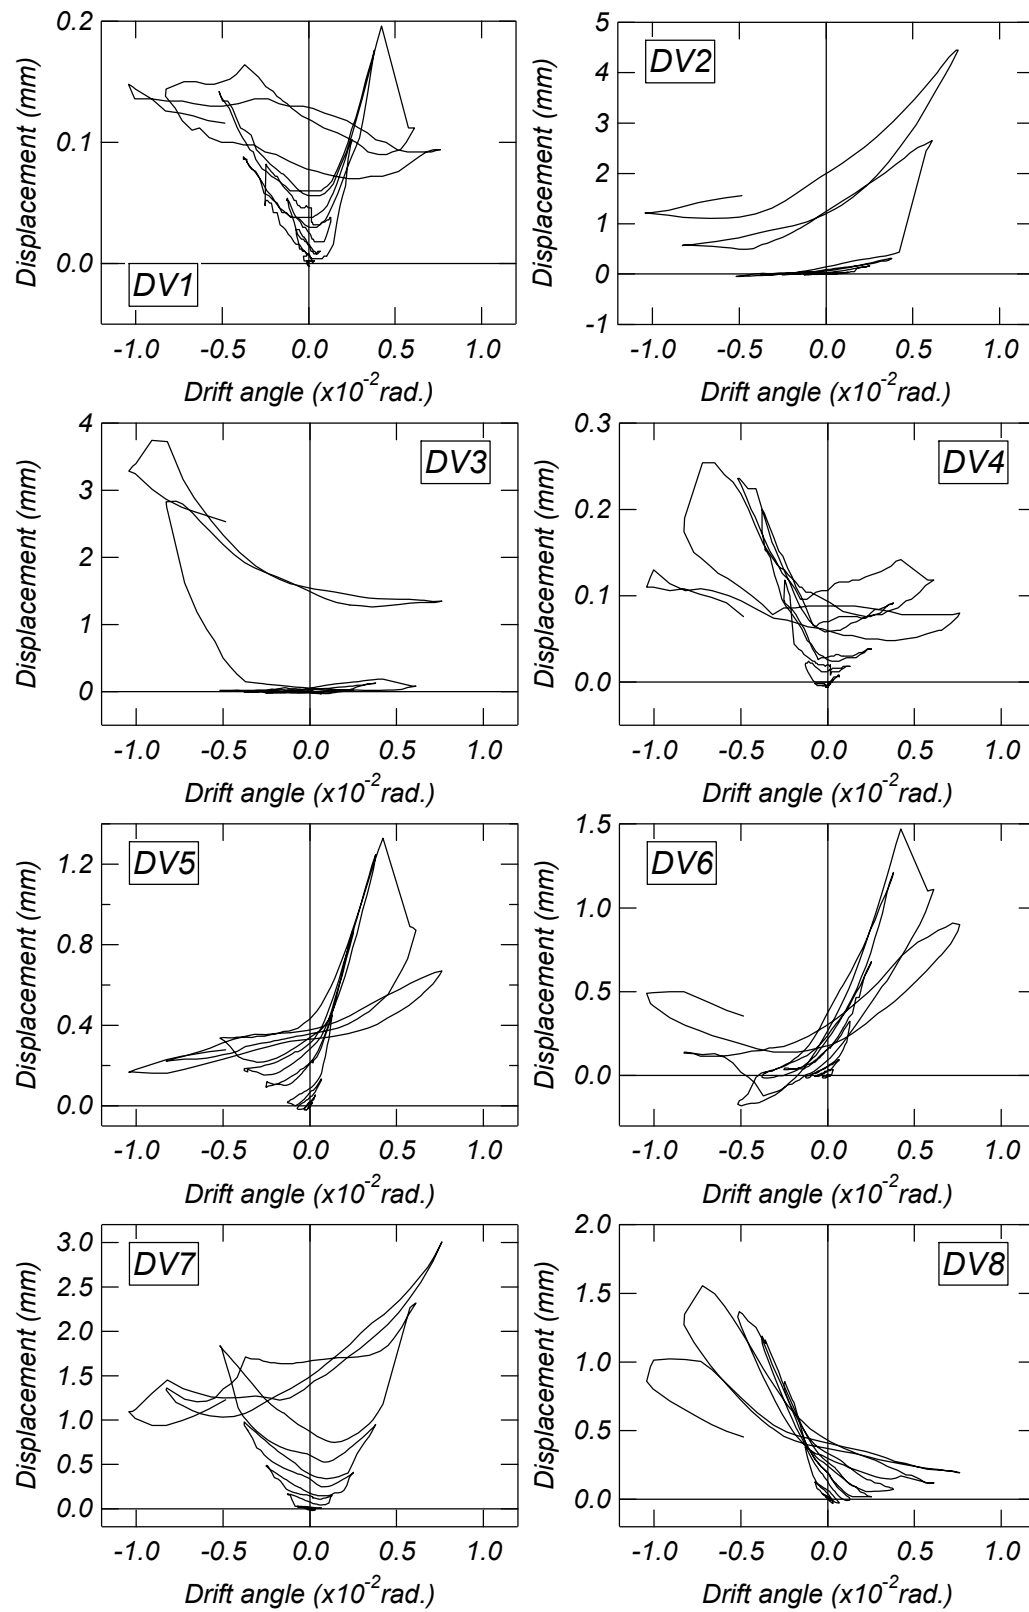 0.2
0.1
0.0
Displacement (mm)
DV1
-1.0 -0.5 0.0 0.5 1.0
Drift angle (x10-2rad.)
5
4
3
2
1
0
-1
Displacement (mm)
DV2
-1.0 -0.5 0.0 0.5 1.0
Drift angle (x10-2rad.)
4
3
2
1
0
Displacement (mm)
DV3
-1.0 -0.5 0.0 0.5 1.0
Drift angle (x10-2rad.)
0.3
0.2
0.1
0.0
Displacement (mm)
DV4
-1.0 -0.5 0.0 0.5 1.0
Drift angle (x10-2rad.)
1.2
0.8
0.4
0.0
Displacement (mm)
DV5
-1.0 -0.5 0.0 0.5 1.0
Drift angle (x10-2rad.)
1.5
1.0
0.5
0.0
Displacement (mm)
DV6
-1.0 -0.5 0.0 0.5 1.0
Drift angle (x10-2rad.)
3.0
2.5
2.0
1.5
1.0
0.5
0.0
Displacement (mm)
DV7
-1.0 -0.5 0.0 0.5 1.0
Drift angle (x10-2rad.)
2.0
1.5
1.0
0.5
0.0
Displacement (mm)
DV8
-1.0 -0.5 0.0 0.5 1.0
Drift angle (x10-2rad.)